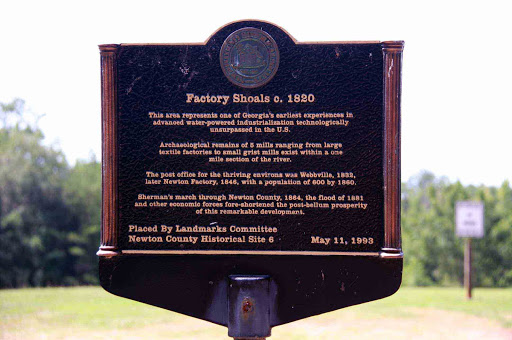 Factory Shoals c. 1820
This area represents one of Georgia's earliest experiences in
advanced water-powered industrialization technologically
unsurpassed in the U.S.
Archaeological remains of 5 mills ranging from large
textile factories to small grist mills exist within a one
mile section of the river.
The post office for the thriving environs was Webbville, 1832,
later Newton Factory, 1846, with a population of 600 by 1860.
Sherman's march through Newton County, 1864, the flood of 1881
and other economic forces fore-shortened the post-bellum prosperity
of this remarkable development.
Placed By Landmarks Committee
Newton County Historical Site 6
May 11, 1993